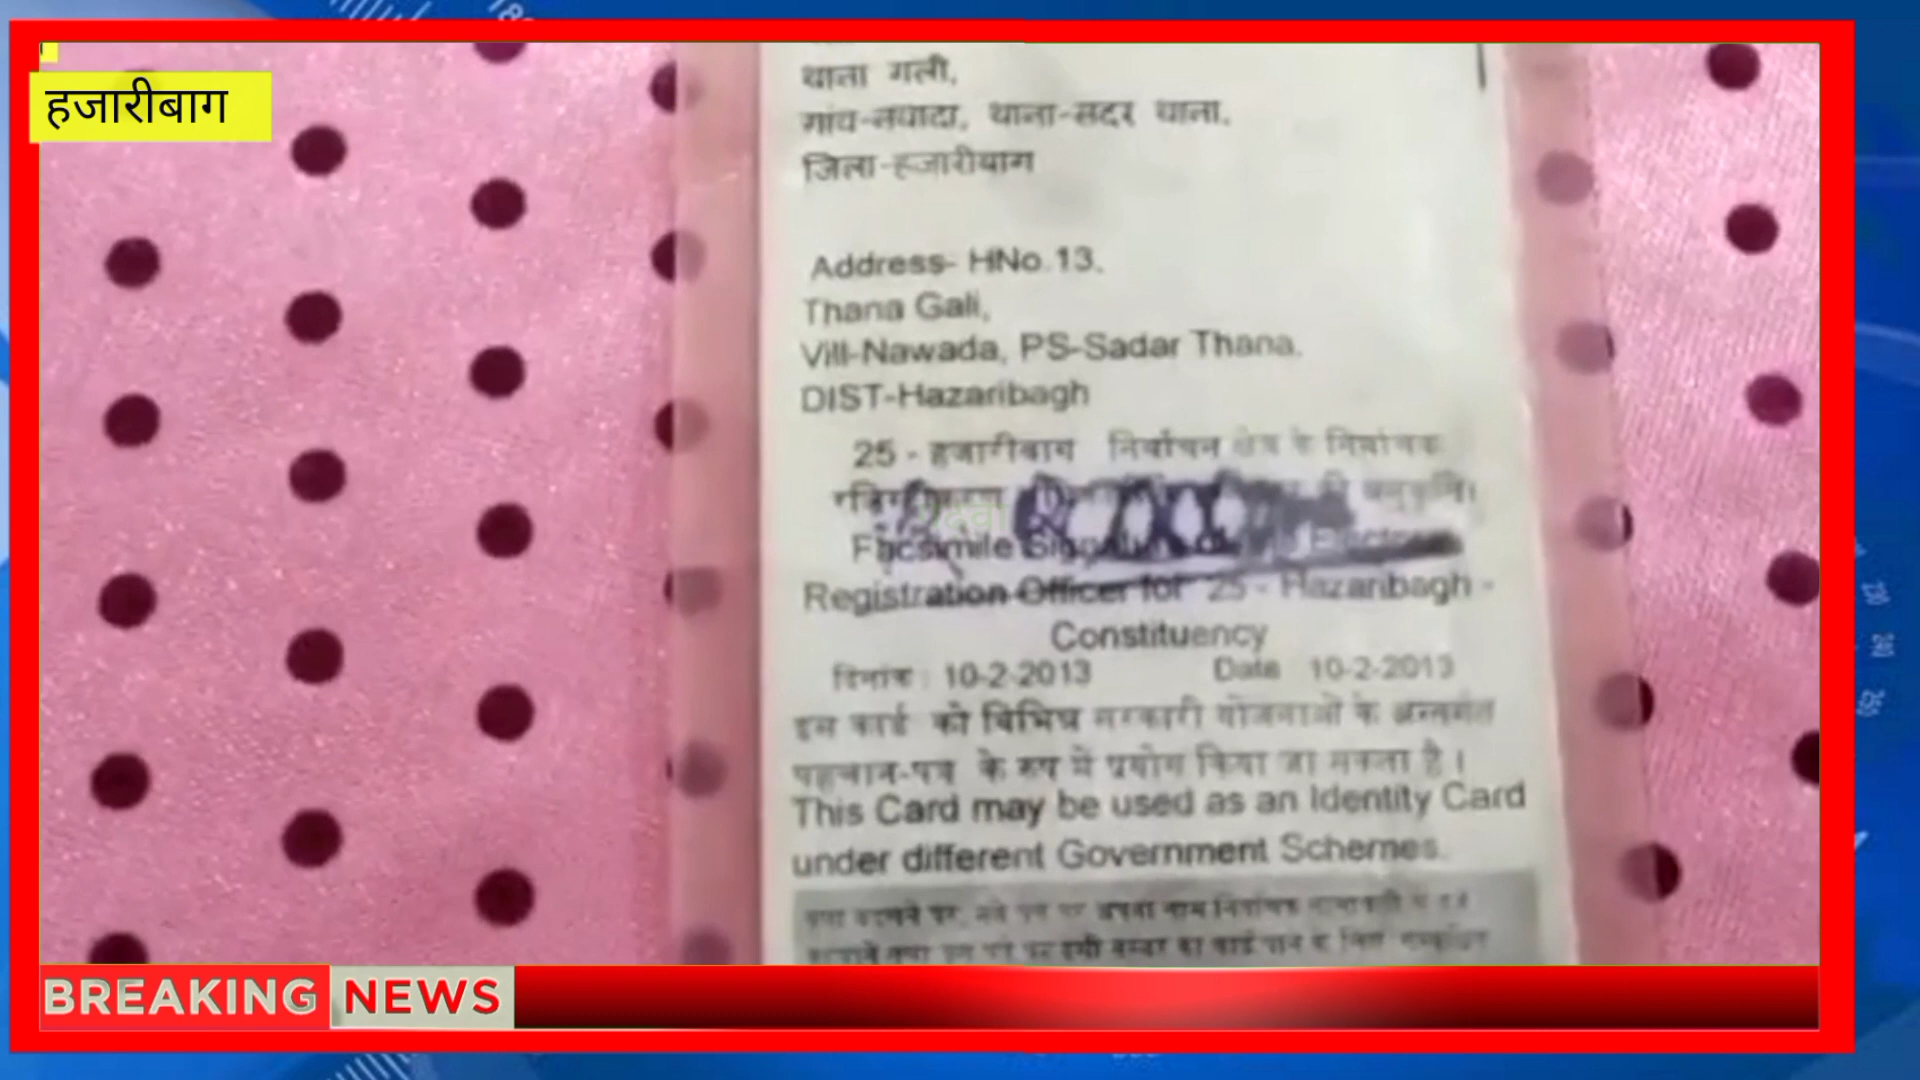 हजारीबाग
थाना गली,
गांव-नवादा, थाना-सदर थाना,
जिला-हजारीबाग
Address- HNo.13,
Thana Gali,
Vill-Nawada, PS-Sadar Thana,
DIST-Hazaribagh
25 - हजारीबाग निर्वाचन क्षेत्र के निर्वाचक
Facsimile
Registration Officer for 25 - Hazaribagh -
Constituency
दिनांक : 10-2-2013 Date 10-2-2013
इस कार्ड को विभिन्न सरकारी योजनाओं के अन्तर्गत
पहचान-पत्र के रुप में प्रयोग किया जा सकता है।
This Card may be used as an Identity Card
under different Government Schemes.
BREAKING NEWS